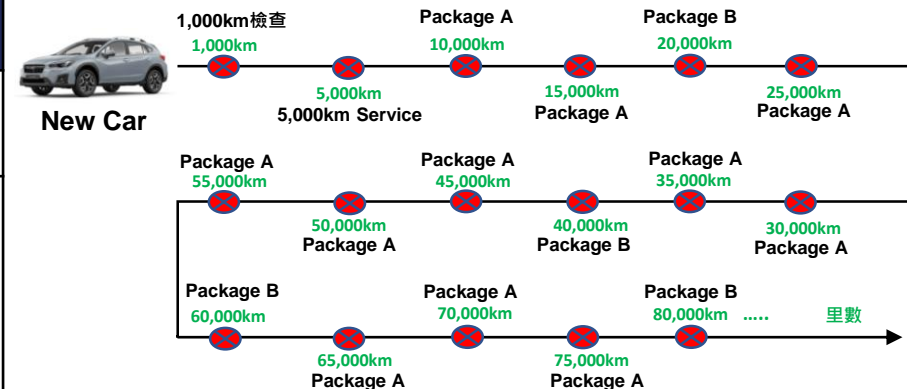 1,000km檢查
1,000km
New Car
5,000km
5,000km Service
Package A
10,000km
15,000km
Package A
Package B
20,000km
25,000km
Package A
Package A
55,000km
50,000km
Package A
Package A
45,000km
40,000km
Package B
Package A
35,000km
30,000km
Package A
Package B
60,000km
65,000km
Package A
Package A
70,000km
75,000km
Package A
Package B
80,000km .....
里數